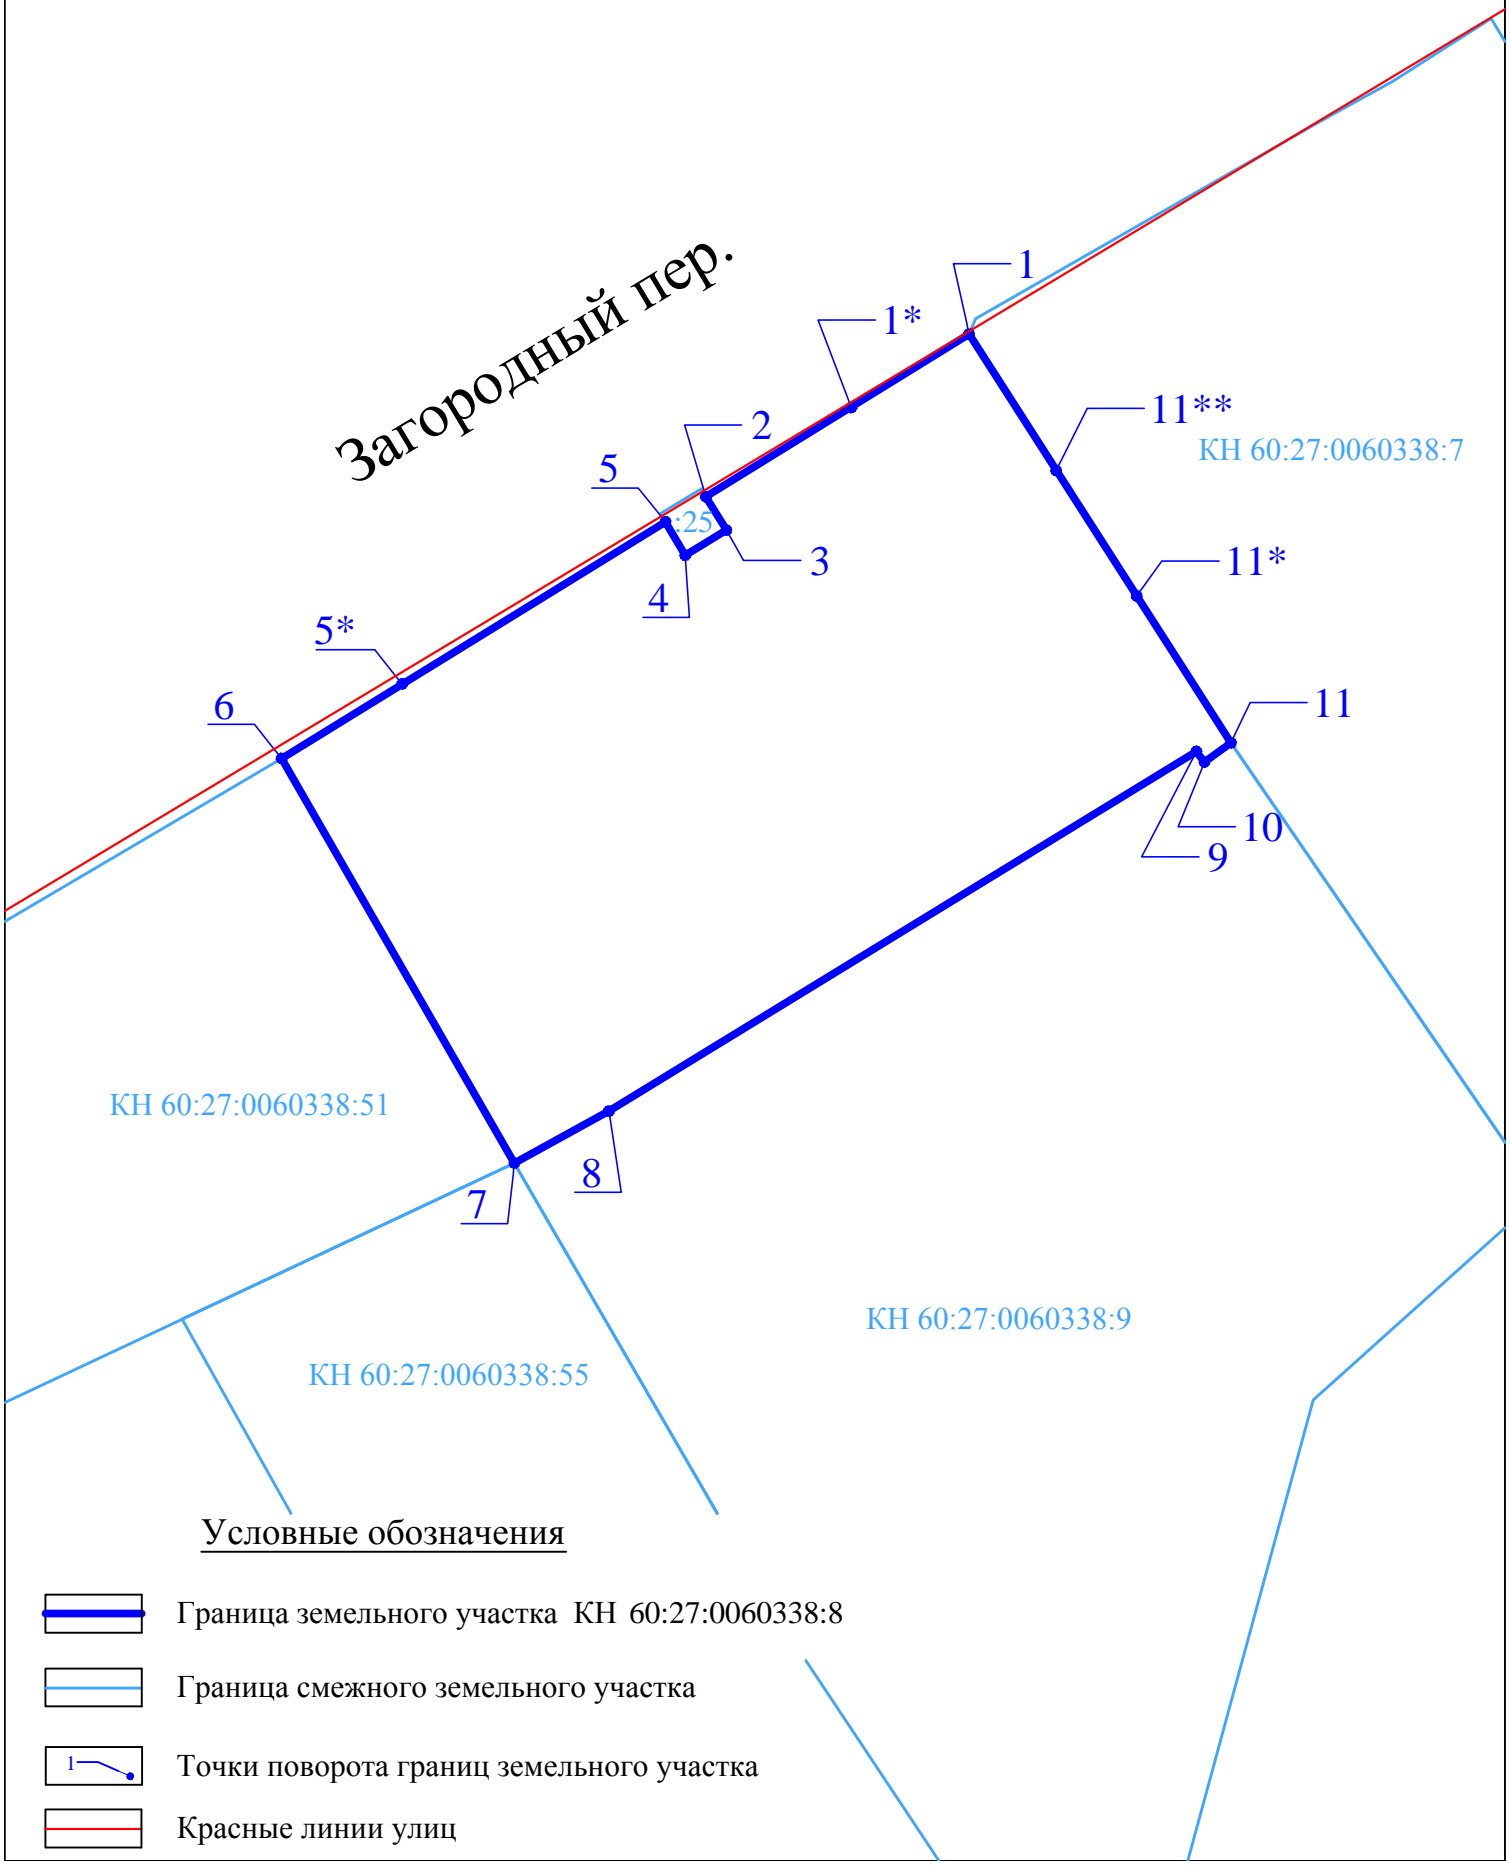 Загородный пер.
1
1*
2
11**
КН 60:27:0060338:7
5
:25
3
11*
4
5*
6
11
10
9
КН 60:27:0060338:51
8
7
КН 60:27:0060338:9
КН 60:27:0060338:55
Условные обозначения
Граница земельного участка КН 60:27:0060338:8
Граница смежного земельного участка
1
Точки поворота границ земельного участка
Красные линии улиц